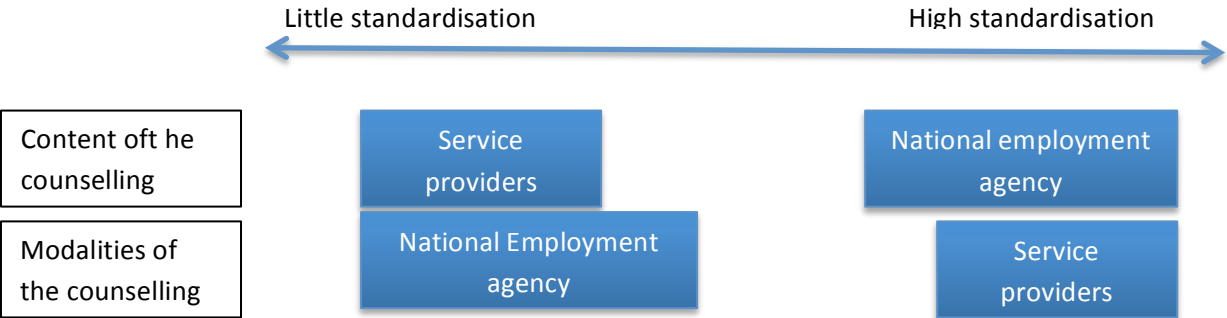 Little standardisation High standardisation
Content oft he
counselling
Service
providers
National employment
agency
Modalities of
the counselling
National Employment
agency
Service
providers